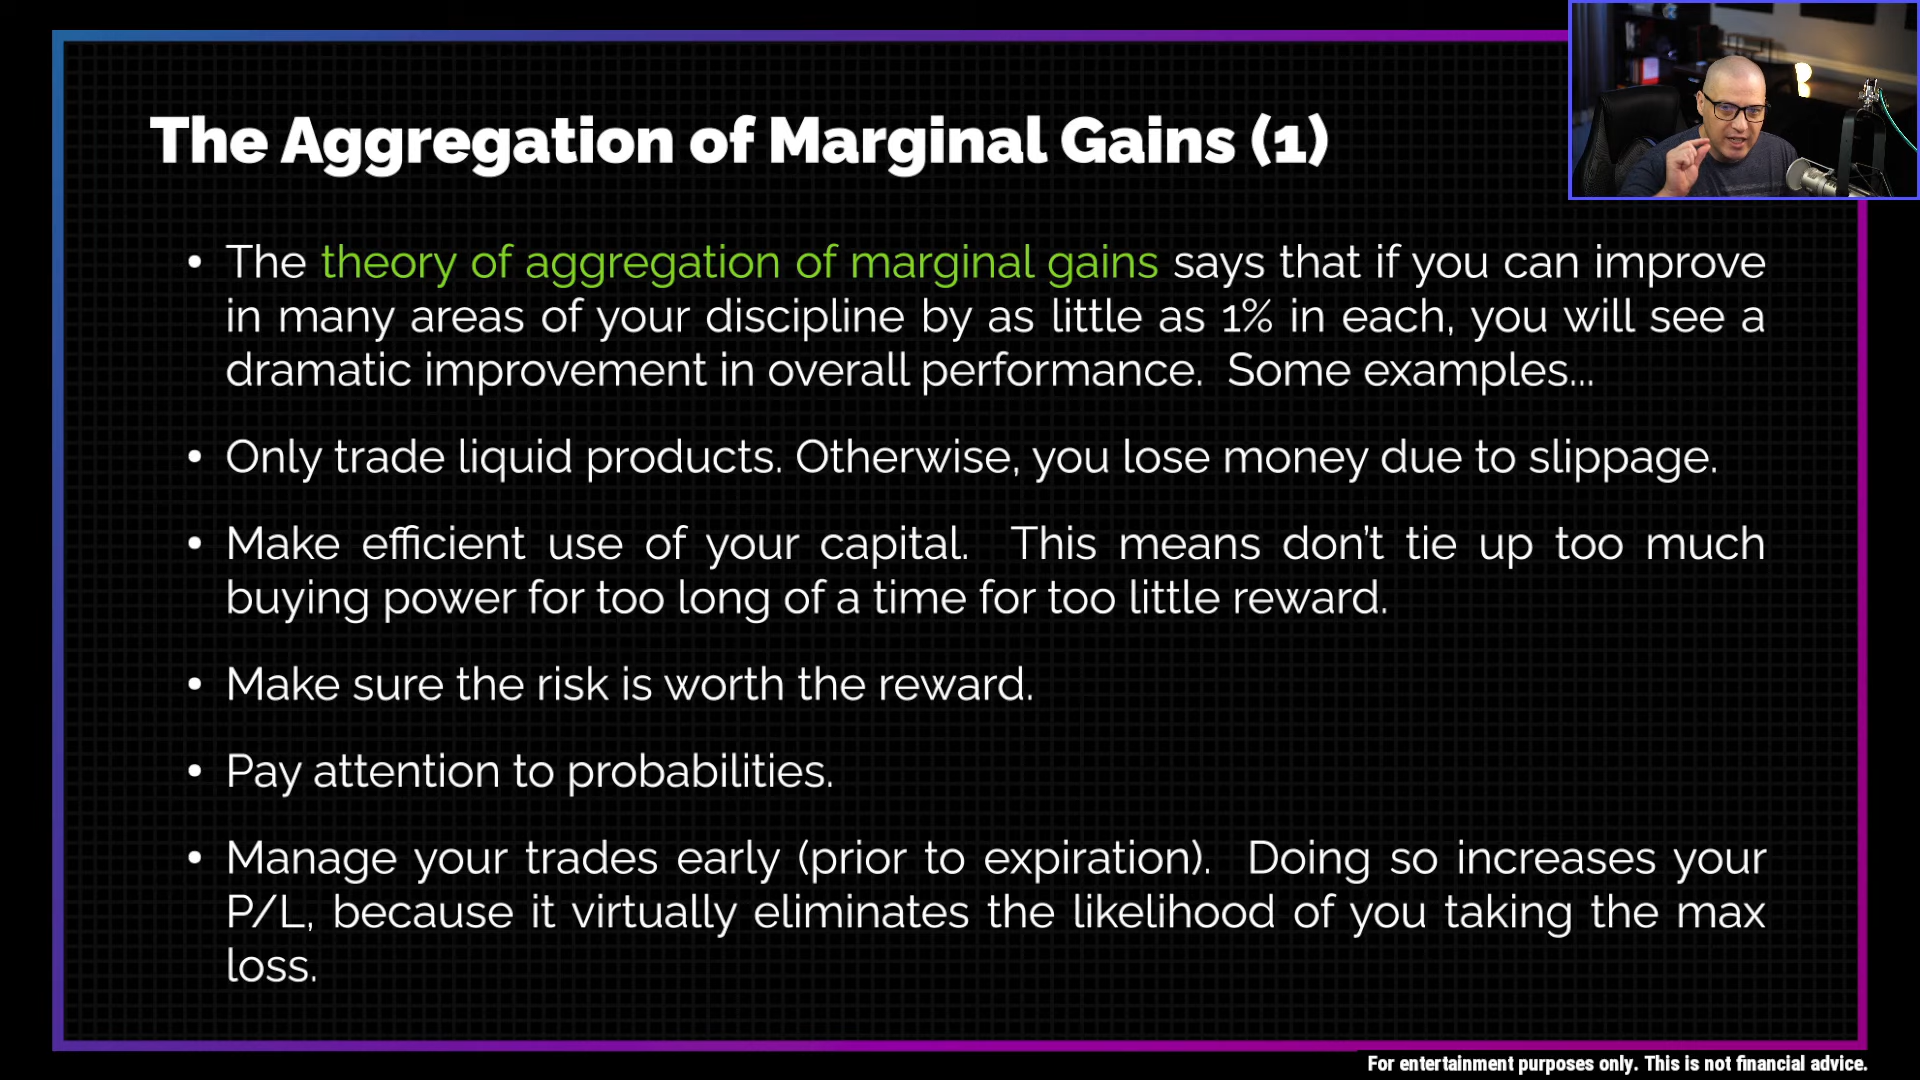 The Aggregation of Marginal Gains (1)
• The theory of aggregation of marginal gains says that if you can improve
in many areas of your discipline by as little as 1% in each, you will see a
dramatic improvement in overall performance.  Some examples...
• Only trade liquid products. Otherwise, you lose money due to slippage.
• Make efficient use of your capital.  This means don't tie up too much
buying power for too long of a time for too little reward.
• Make sure the risk is worth the reward.
• Pay attention to probabilities.
• Manage your trades early (prior to expiration).  Doing so increases your
P/L, because it virtually eliminates the likelihood of you taking the max
loss.
For entertainment purposes only. This is not financial advice.